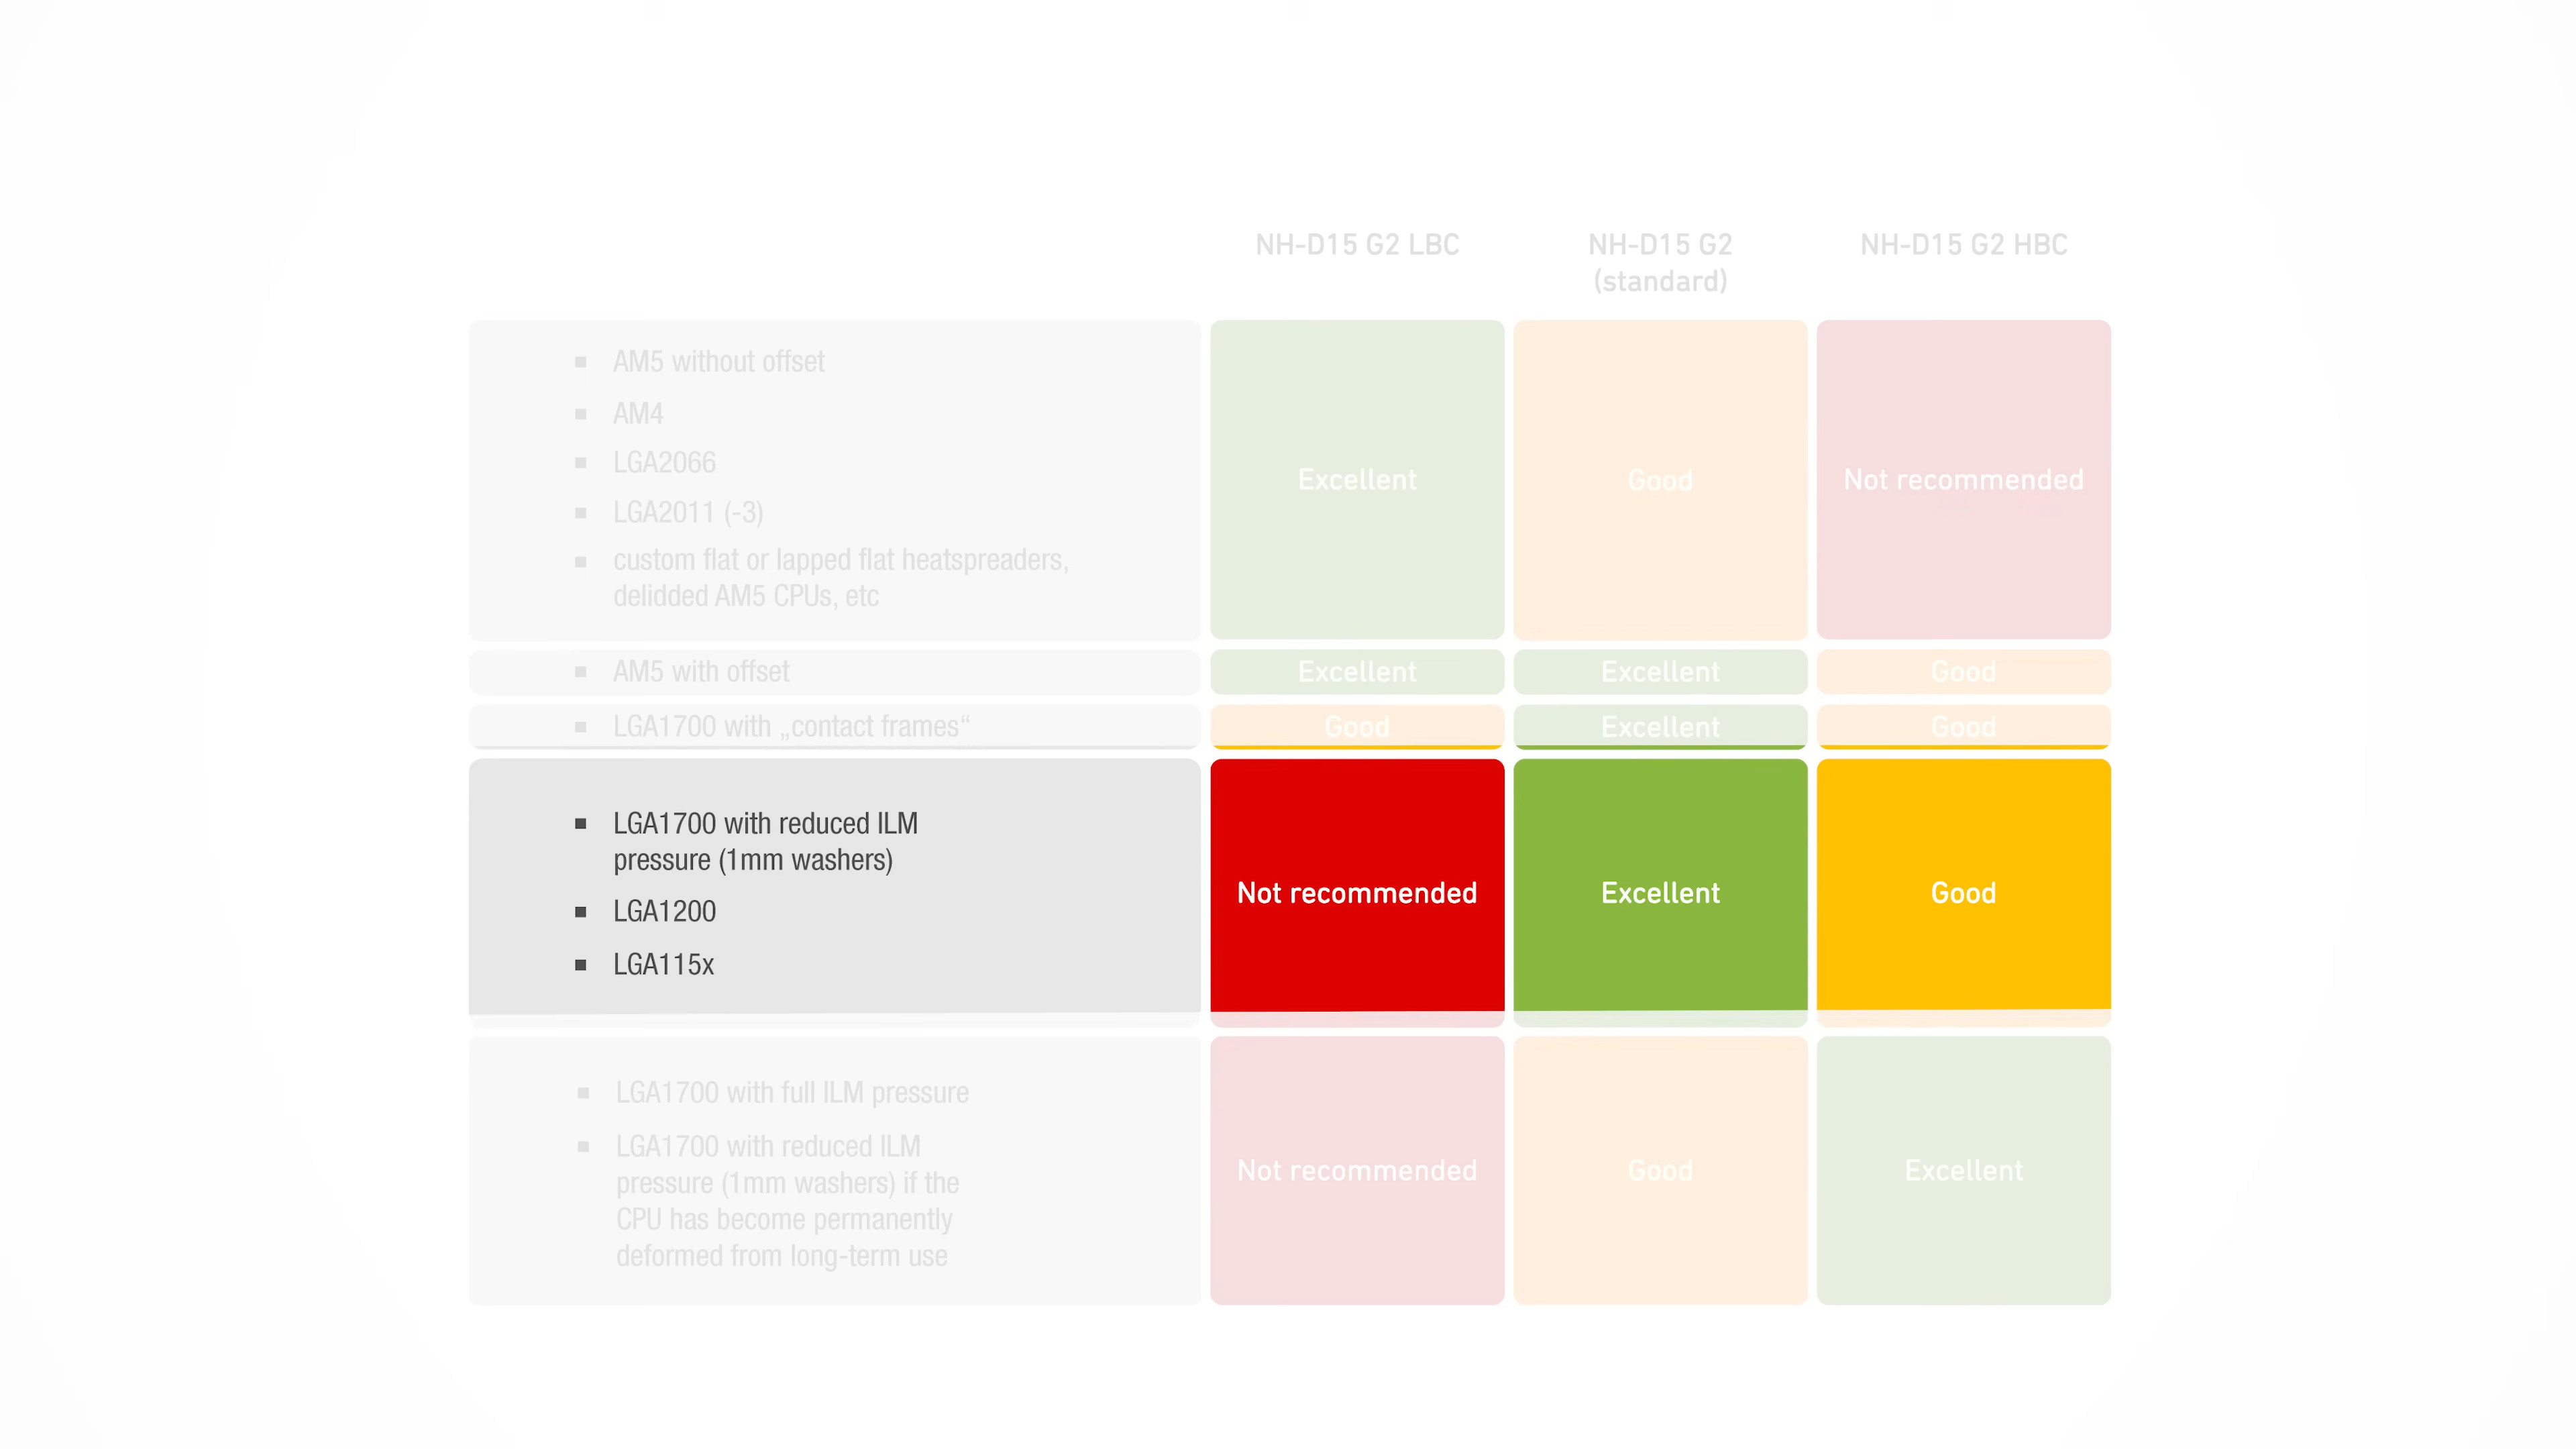 NH-D15 G2 LBC
NH-D15 G2
(standard)
NH-D15 G2 HBC
▪ AM5 without offset
▪ AM4
▪ LGA2066
▪ LGA2011 (-3)
▪ custom flat or lapped flat heatspreaders,
delidded AM5 CPUs, etc
Excellent
Good
Not recommended
▪ AM5 with offset
Excellent
Excellent
Good
▪ LGA1700 with „contact frames“
Good
Excellent
Good
▪ LGA1700 with reduced ILM
pressure (1mm washers)
▪ LGA1200
▪ LGA115x
Not recommended
Excellent
Good
▪ LGA1700 with full ILM pressure
▪ LGA1700 with reduced ILM
pressure (1mm washers) if the
CPU has become permanently
deformed from long-term use
Not recommended
Good
Excellent